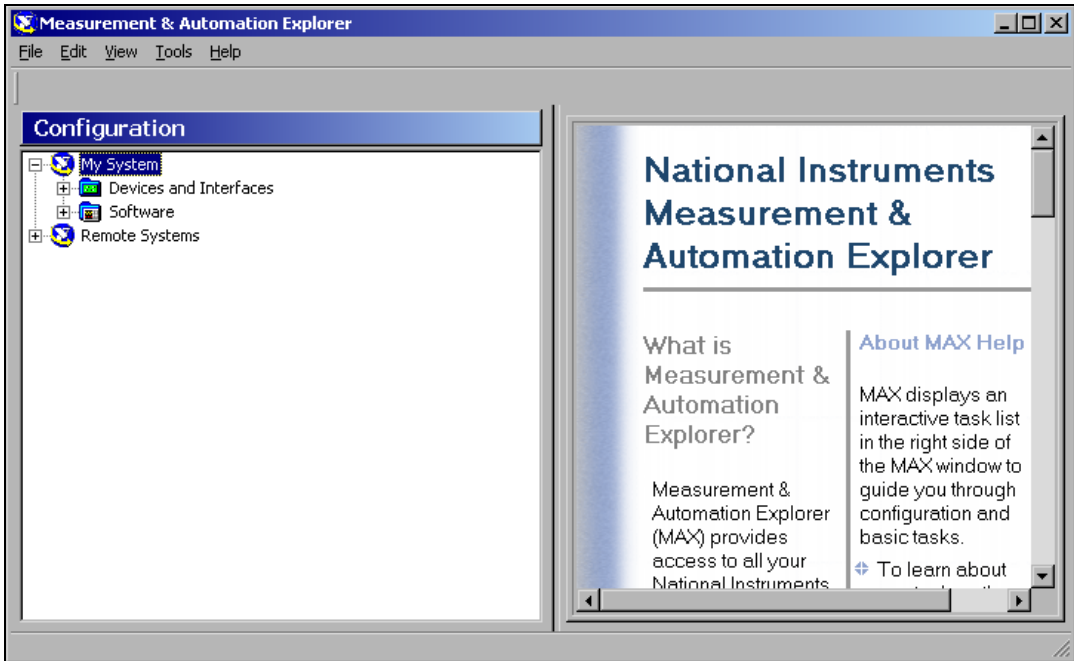 Measurement & Automation Explorer
File Edit View Tools Help
Configuration
My System
Devices and Interfaces
Software
Remote Systems
National Instruments
Measurement &
Automation Explorer
What is
Measurement &
Automation
Explorer?
Measurement &
Automation Explorer
(MAX) provides
access to all your
National Instruments
About MAX Help
MAX displays an
interactive task list
in the right side of
the MAX window to
guide you through
configuration and
basic tasks.
To learn about